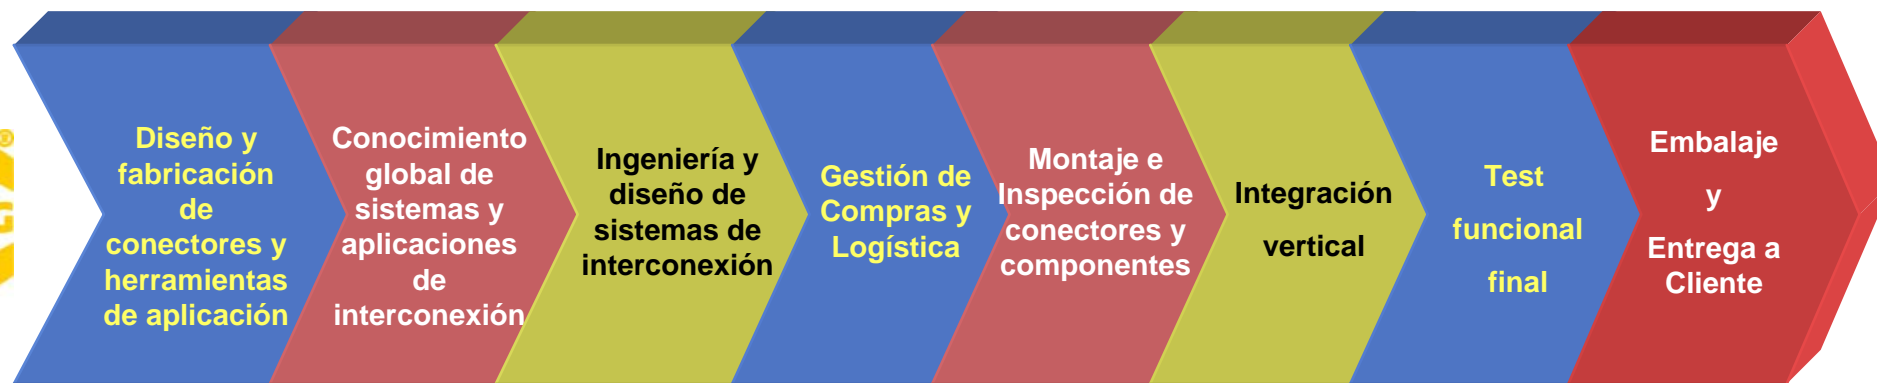 Diseño y
fabricación
de
conectores y
herramientas
de aplicación
Conocimiento
global de
sistemas y
aplicaciones
de
interconexión
Ingeniería y
diseño de
sistemas de
interconexión
Gestión de
Compras y
Logística
Montaje e
Inspección de
conectores y
componentes
Integración
vertical
Test
funcional
final
Embalaje
y
Entrega a
Cliente